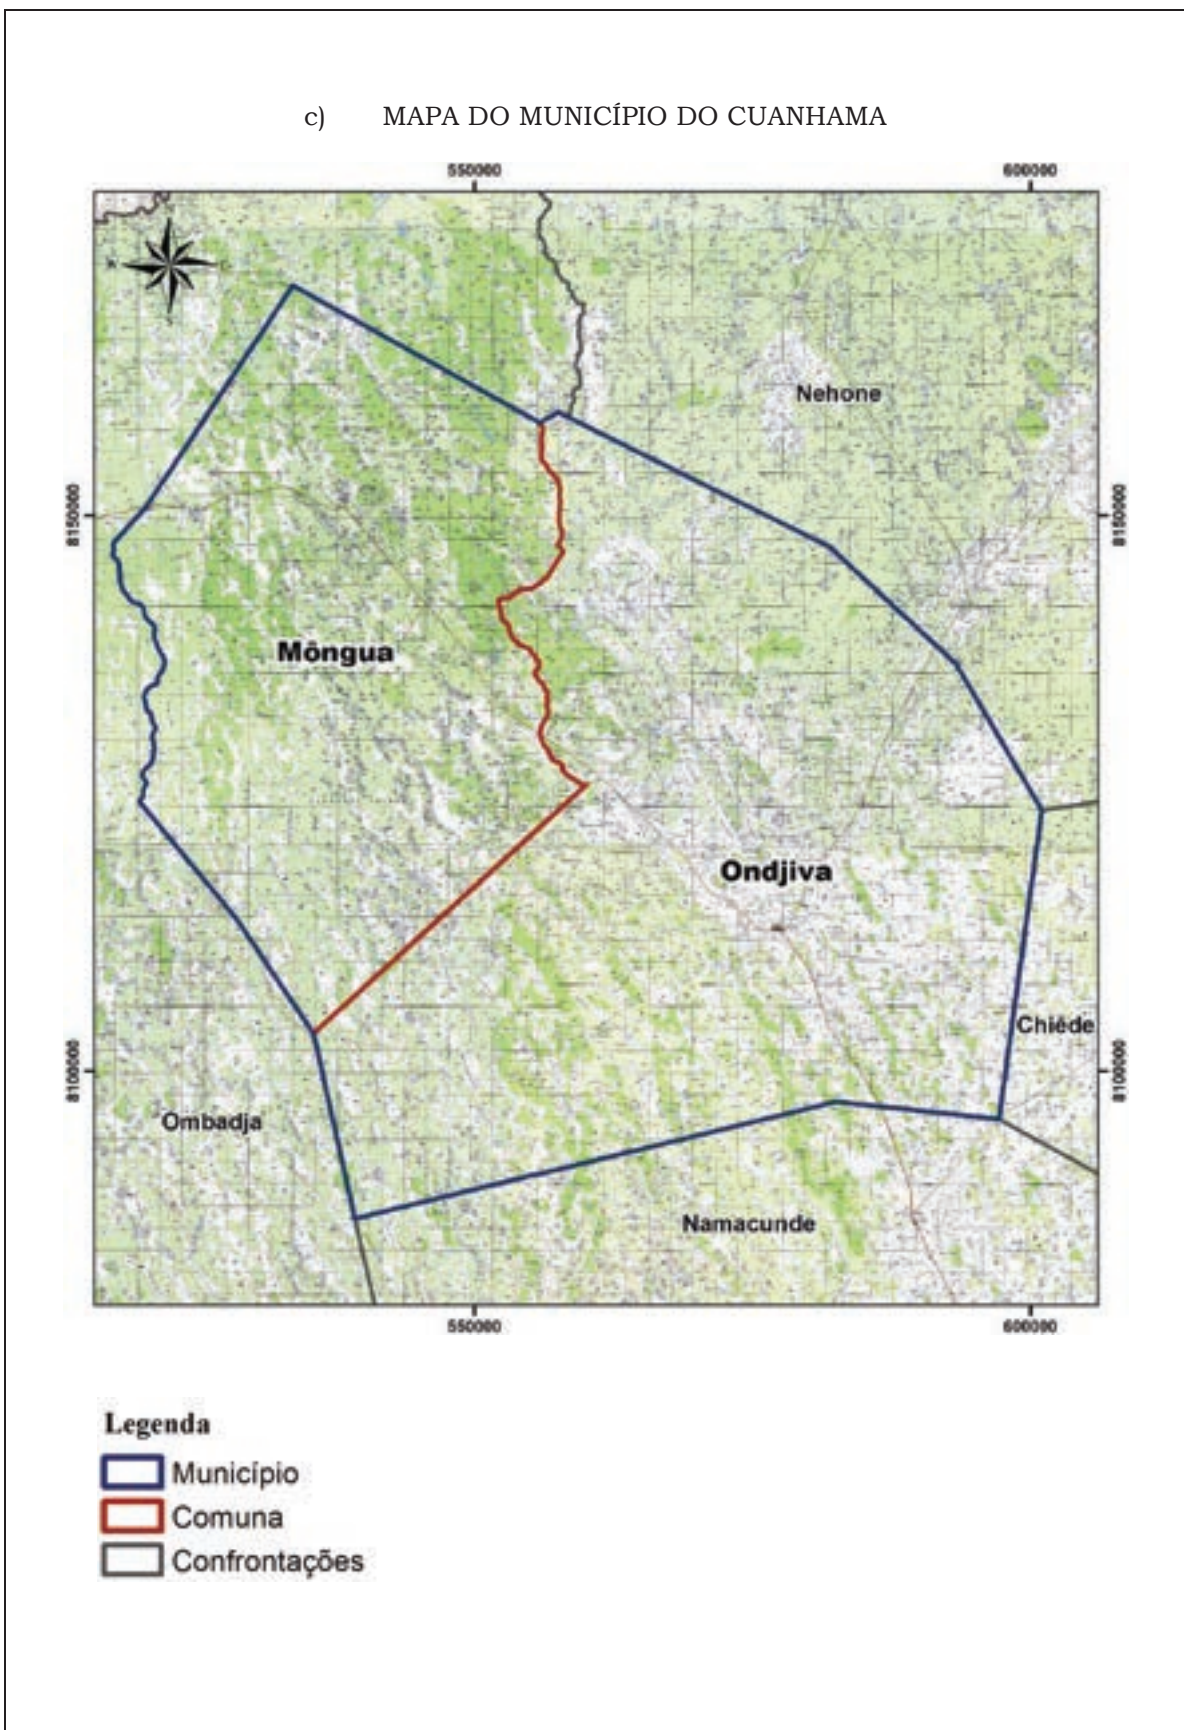 c) MAPA DO MUNICÍPIO DO CUANHAMA
550000 600000
Nehone
8150000 8150000
Môngua
Ondjiva
Chiêde
8100000 8100000
Ombadja
Namacunde
550000 600000
Legenda
Município
Comuna
Confrontações